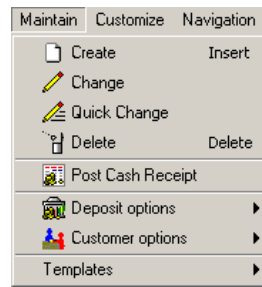 Maintain Customize Navigation
Create Insert
Change
Quick Change
Delete Delete
Post Cash Receipt
Deposit options
Customer options
Templates